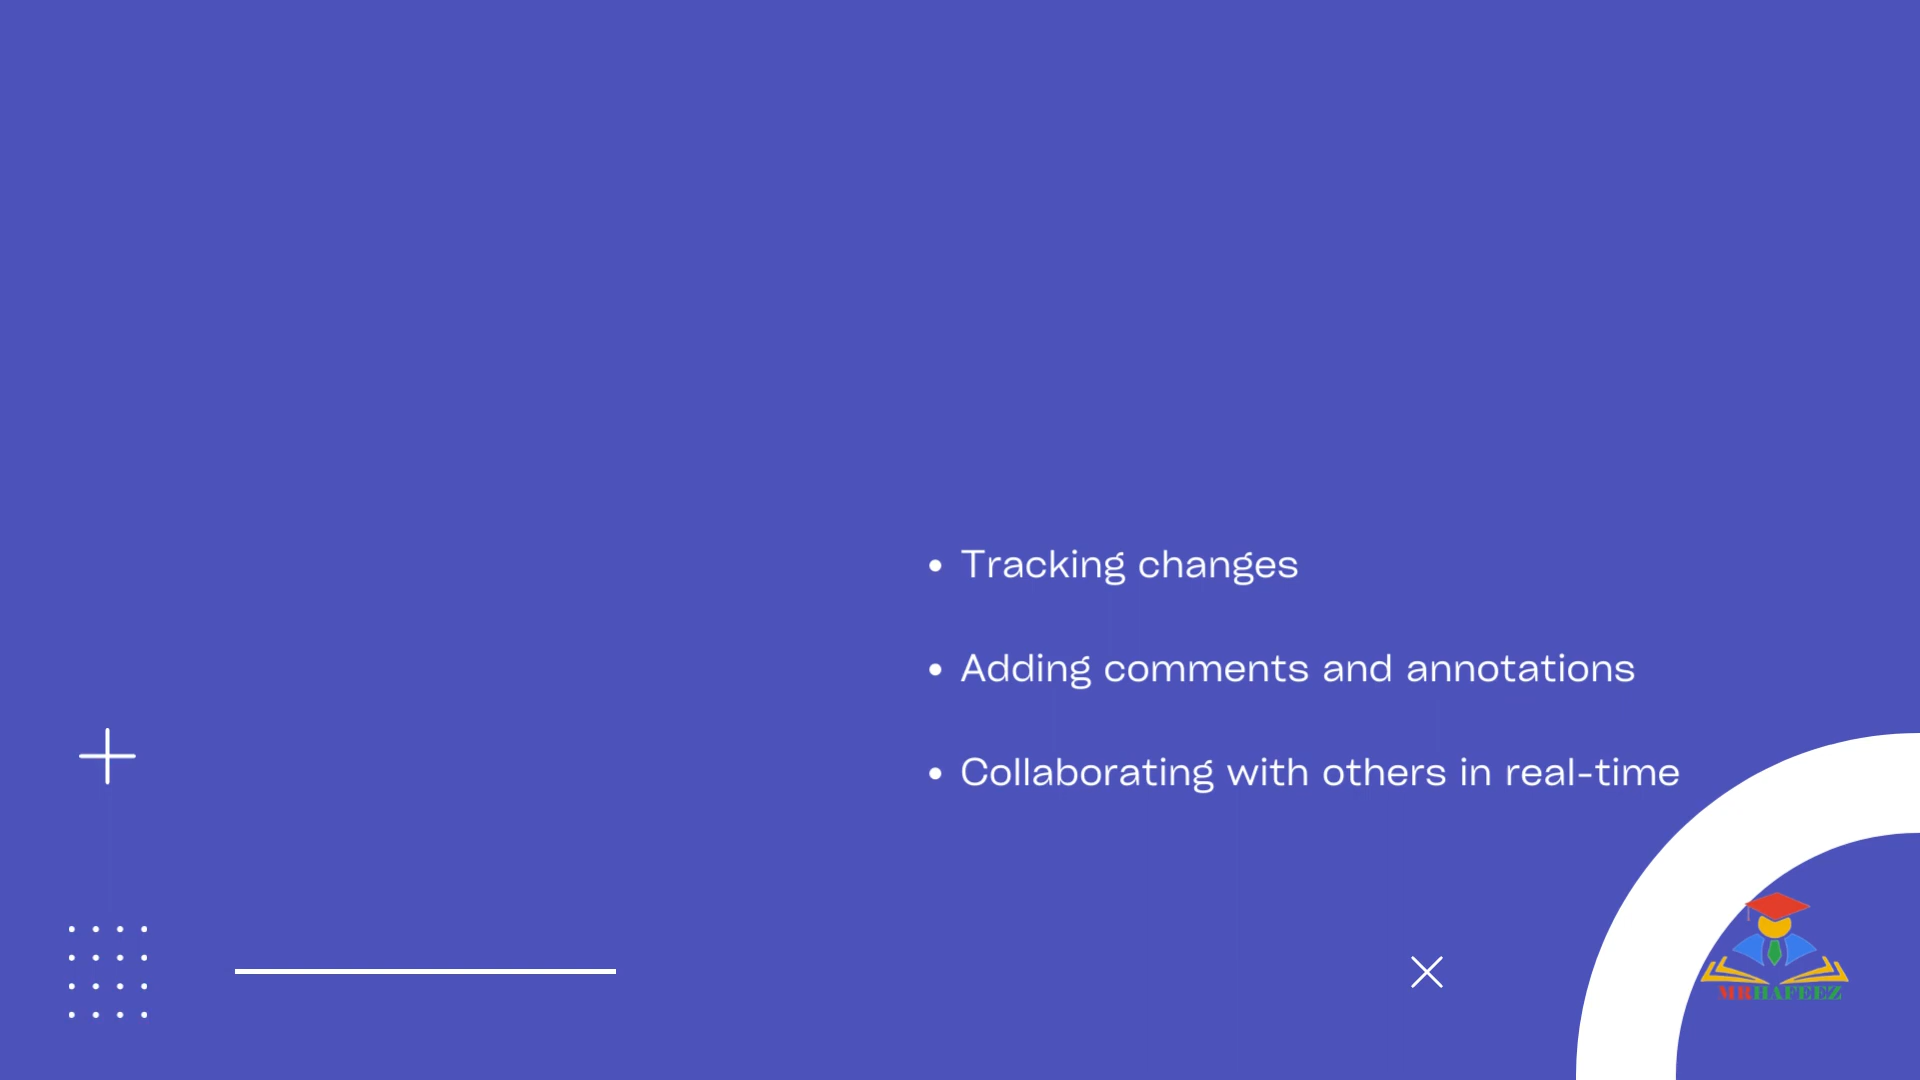 • Tracking changes
• Adding comments and annotations
• Collaborating with others in real-time
MRHAFEEZ